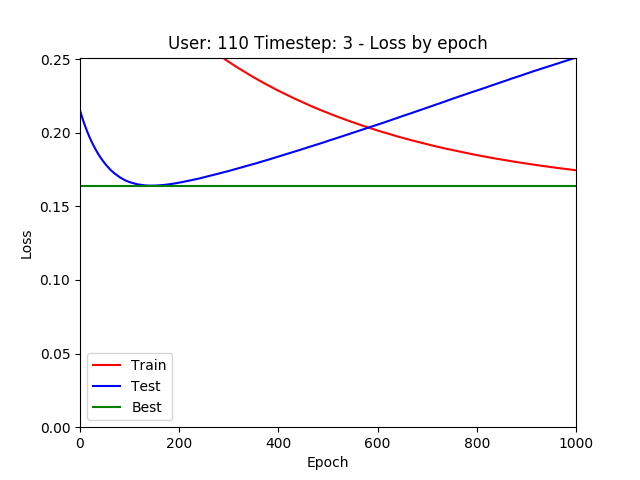 User: 110 Timestep: 3 - Loss by epoch
0.25
0.20
0.15
0.10
0.05
0.00
Loss
Train
Test
Best
0 200 400 600 800 1000
Epoch